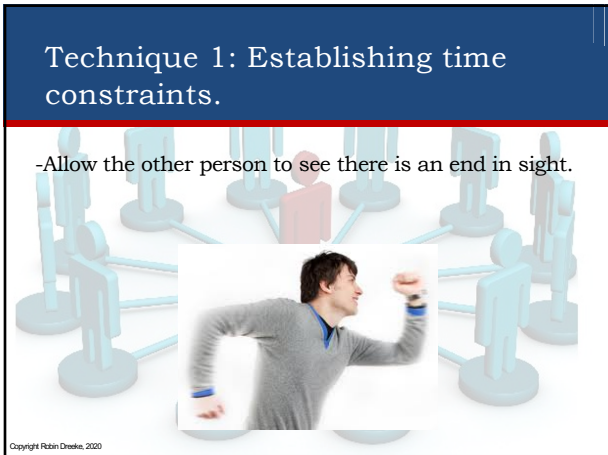 Technique 1: Establishing time
constraints.
-Allow the other person to see there is an end in sight.
Copyright Robin Dreeke, 2020